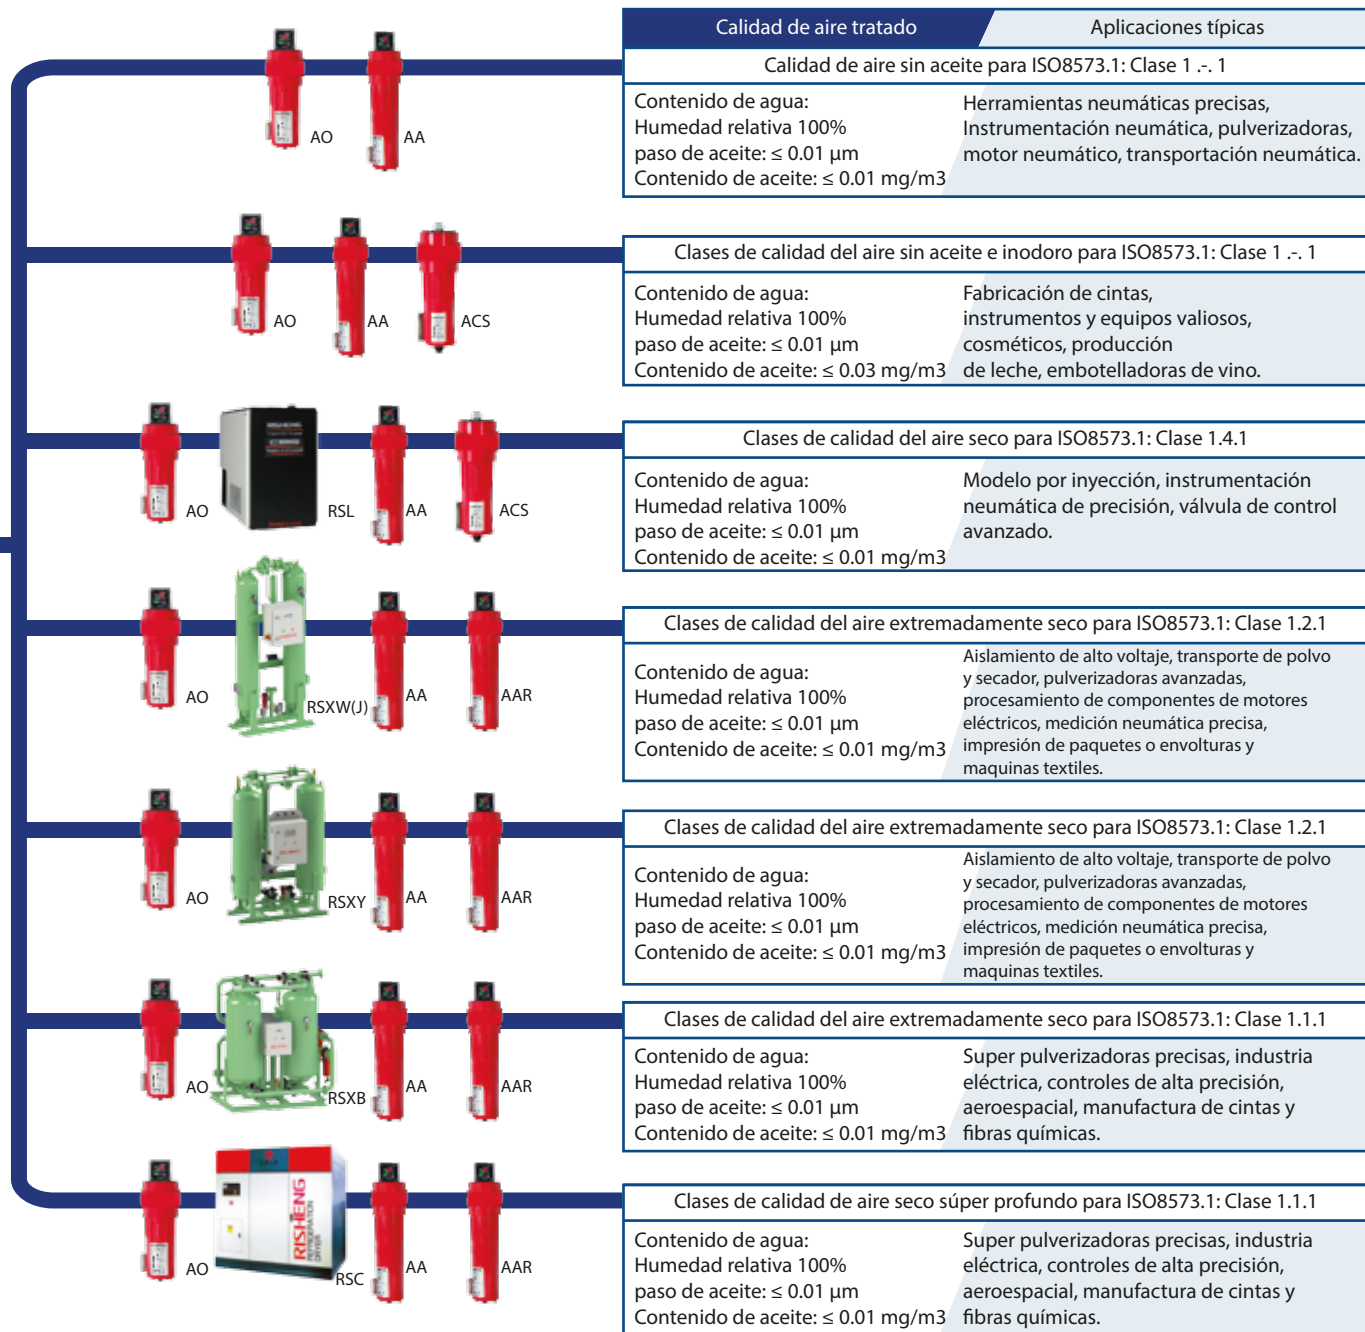 Calidad de aire tratado
Aplicaciones típicas
AO
AA
Calidad de aire sin aceite para ISO8573.1: Clase 1 .-. 1
Contenido de agua:
Humedad relativa 100%
paso de aceite: ≤ 0.01 µm
Contenido de aceite: ≤ 0.01 mg/m3
Herramientas neumáticas precisas,
Instrumentación neumática, pulverizadoras,
motor neumático, transportación neumática.
AO
AA
ACS
Clases de calidad del aire sin aceite e inodoro para ISO8573.1: Clase 1 .-. 1
Contenido de agua:
Humedad relativa 100%
paso de aceite: ≤ 0.01 µm
Contenido de aceite: ≤ 0.03 mg/m3
Fabricación de cintas,
instrumentos y equipos valiosos,
cosméticos, producción
de leche, embotelladoras de vino.
AO
RISHENG
RSL
AA
ACS
Clases de calidad del aire seco para ISO8573.1: Clase 1.4.1
Contenido de agua:
Humedad relativa 100%
paso de aceite: ≤ 0.01 µm
Contenido de aceite: ≤ 0.01 mg/m3
Modelo por inyección, instrumentación
neumática de precisión, válvula de control
avanzado.
AO
RSXW(J)
AA
AAR
Clases de calidad del aire extremadamente seco para ISO8573.1: Clase 1.2.1
Contenido de agua:
Humedad relativa 100%
paso de aceite: ≤ 0.01 µm
Contenido de aceite: ≤ 0.01 mg/m3
Aislamiento de alto voltaje, transporte de polvo
y secador, pulverizadoras avanzadas,
procesamiento de componentes de motores
eléctricos, medición neumática precisa,
impresión de paquetes o envolturas y
maquinas textiles.
AO
RSXY
AA
AAR
Clases de calidad del aire extremadamente seco para ISO8573.1: Clase 1.2.1
Contenido de agua:
Humedad relativa 100%
paso de aceite: ≤ 0.01 µm
Contenido de aceite: ≤ 0.01 mg/m3
Aislamiento de alto voltaje, transporte de polvo
y secador, pulverizadoras avanzadas,
procesamiento de componentes de motores
eléctricos, medición neumática precisa,
impresión de paquetes o envolturas y
maquinas textiles.
AO
RSXB
AA
AAR
Clases de calidad del aire extremadamente seco para ISO8573.1: Clase 1.1.1
Contenido de agua:
Humedad relativa 100%
paso de aceite: ≤ 0.01 µm
Contenido de aceite: ≤ 0.01 mg/m3
Super pulverizadoras precisas, industria
eléctrica, controles de alta precisión,
aeroespacial, manufactura de cintas y
fibras químicas.
AO
RISHENG
REFRIGERATION
DRYER
RSC
AA
AAR
Clases de calidad de aire seco súper profundo para ISO8573.1: Clase 1.1.1
Contenido de agua:
Humedad relativa 100%
paso de aceite: ≤ 0.01 µm
Contenido de aceite: ≤ 0.01 mg/m3
Super pulverizadoras precisas, industria
eléctrica, controles de alta precisión,
aeroespacial, manufactura de cintas y
fibras químicas.